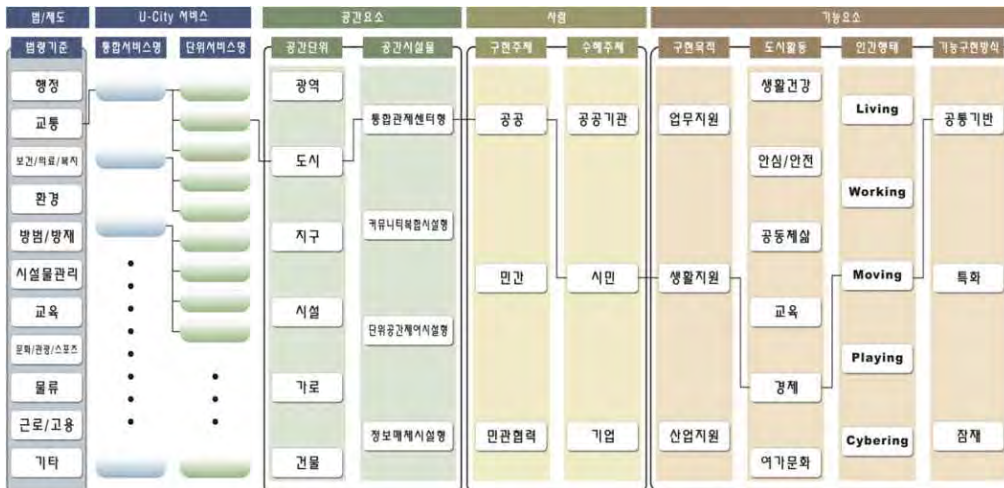 법/제도
U-City 서비스
공간요소
사람
기능요소
법령기준
통합서비스명
단위서비스명
공간단위
공간시설물
구현주체
수혜주체
구현목적
도시활동
인간행태
기능구현방식
행정
교통
보건/의료/복지
환경
방범/방재
시설물관리
교육
문화/관광/스포츠
물류
근로/고용
기타
광역
도시
지구
시설
가로
건물
통합관제센터형
커뮤니티복합시설형
단위공간제어시설형
정보매체시설형
공공
민간
민관협력
공공기관
시민
기업
업무지원
생활지원
산업지원
생활건강
안심/안전
공동체삶
교육
경제
여가문화
Living
Working
Moving
Playing
Cybering
공통기반
특화
잠재